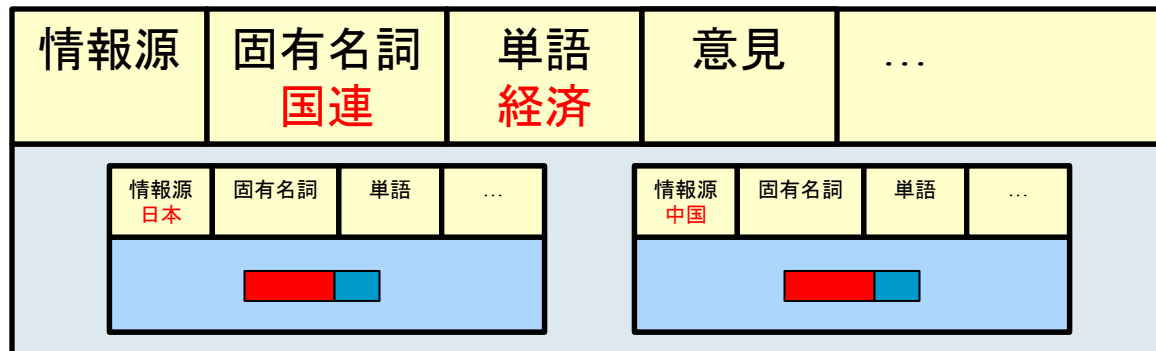 情報源 固有名詞 単語 意見 …
国連 経済
情報源 固有名詞 単語 …
日本
情報源 固有名詞 単語 …
中国